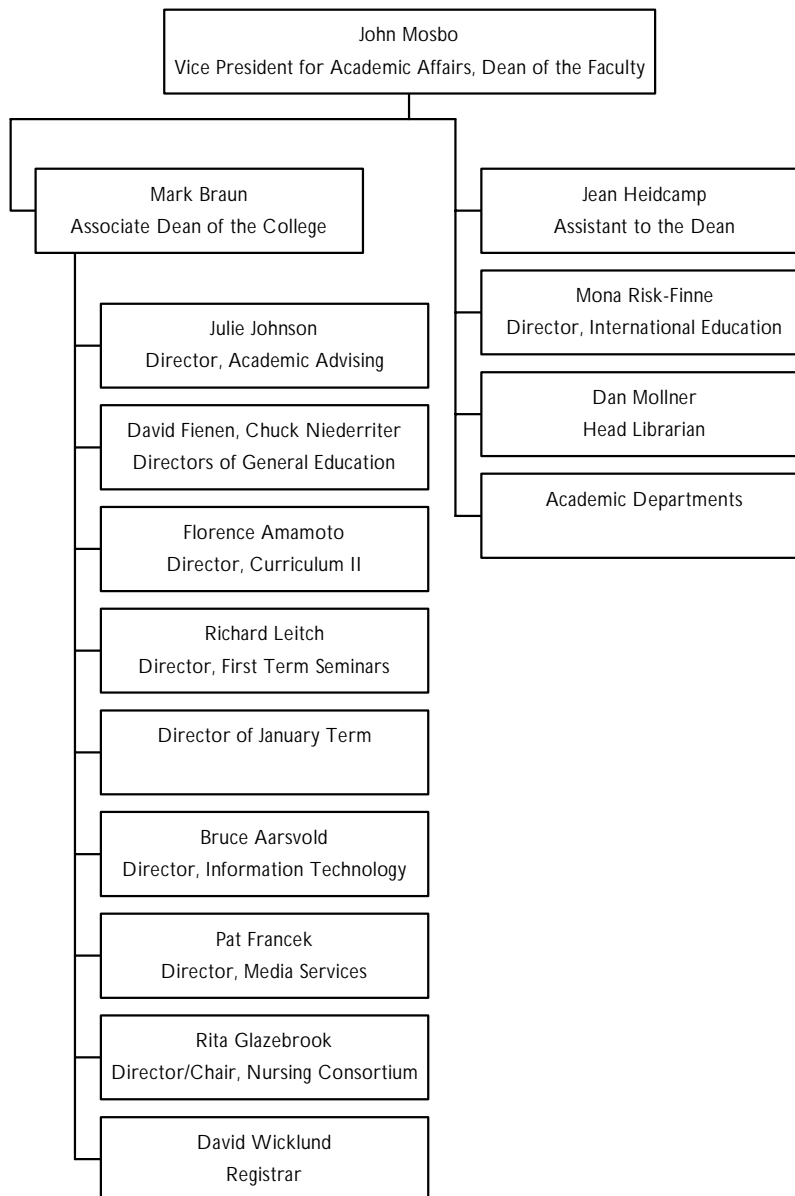 John Mosbo
Vice President for Academic Affairs, Dean of the Faculty
Mark Braun
Associate Dean of the College
Julie Johnson
Director, Academic Advising
David Fienen, Chuck Niederriter
Directors of General Education
Florence Amamoto
Director, Curriculum II
Richard Leitch
Director, First Term Seminars
Director of January Term
Bruce Aarsvold
Director, Information Technology
Pat Francek
Director, Media Services
Rita Glazebrook
Director/Chair, Nursing Consortium
David Wicklund
Registrar
Jean Heidcamp
Assistant to the Dean
Mona Risk-Finne
Director, International Education
Dan Mollner
Head Librarian
Academic Departments